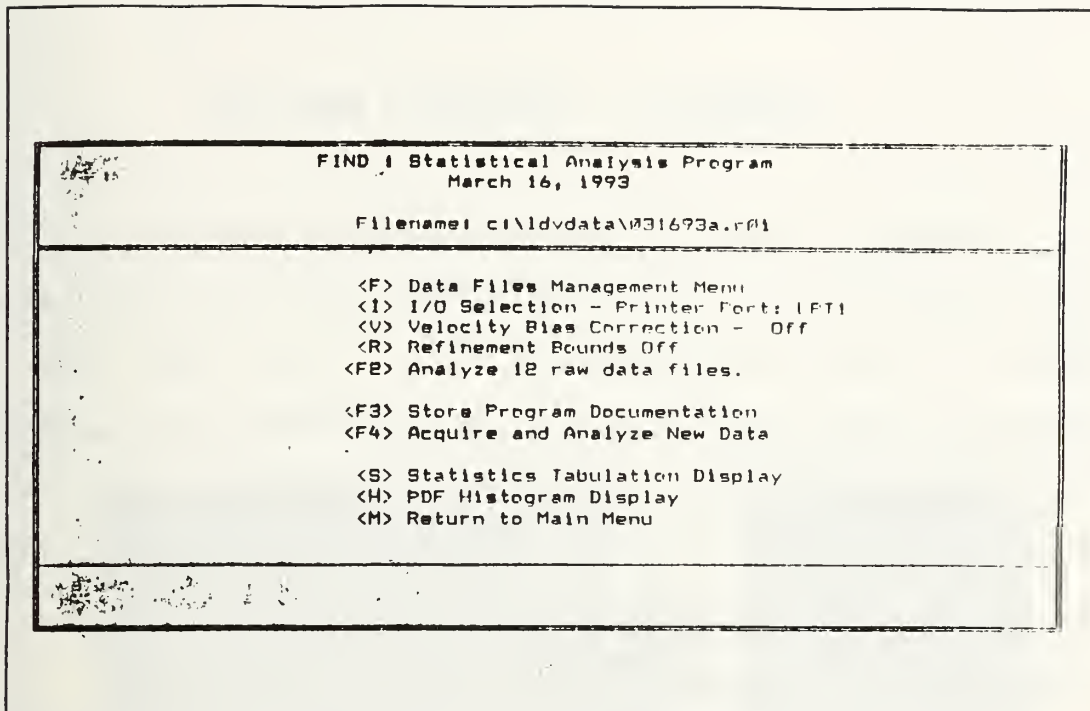 FIND : Statistical Analysis Program
March 16, 1993
Filename: c:\ldvdata\031693a.r01
<F> Data Files Management Menu
<I> I/O Selection - Printer Port: LPT1
<V> Velocity Bias Correction - Off
<R> Refinement Bounds Off
<F2> Analyze 12 raw data files.
<F3> Store Program Documentation
<F4> Acquire and Analyze New Data
<S> Statistics Tabulation Display
<H> PDF Histogram Display
<M> Return to Main Menu